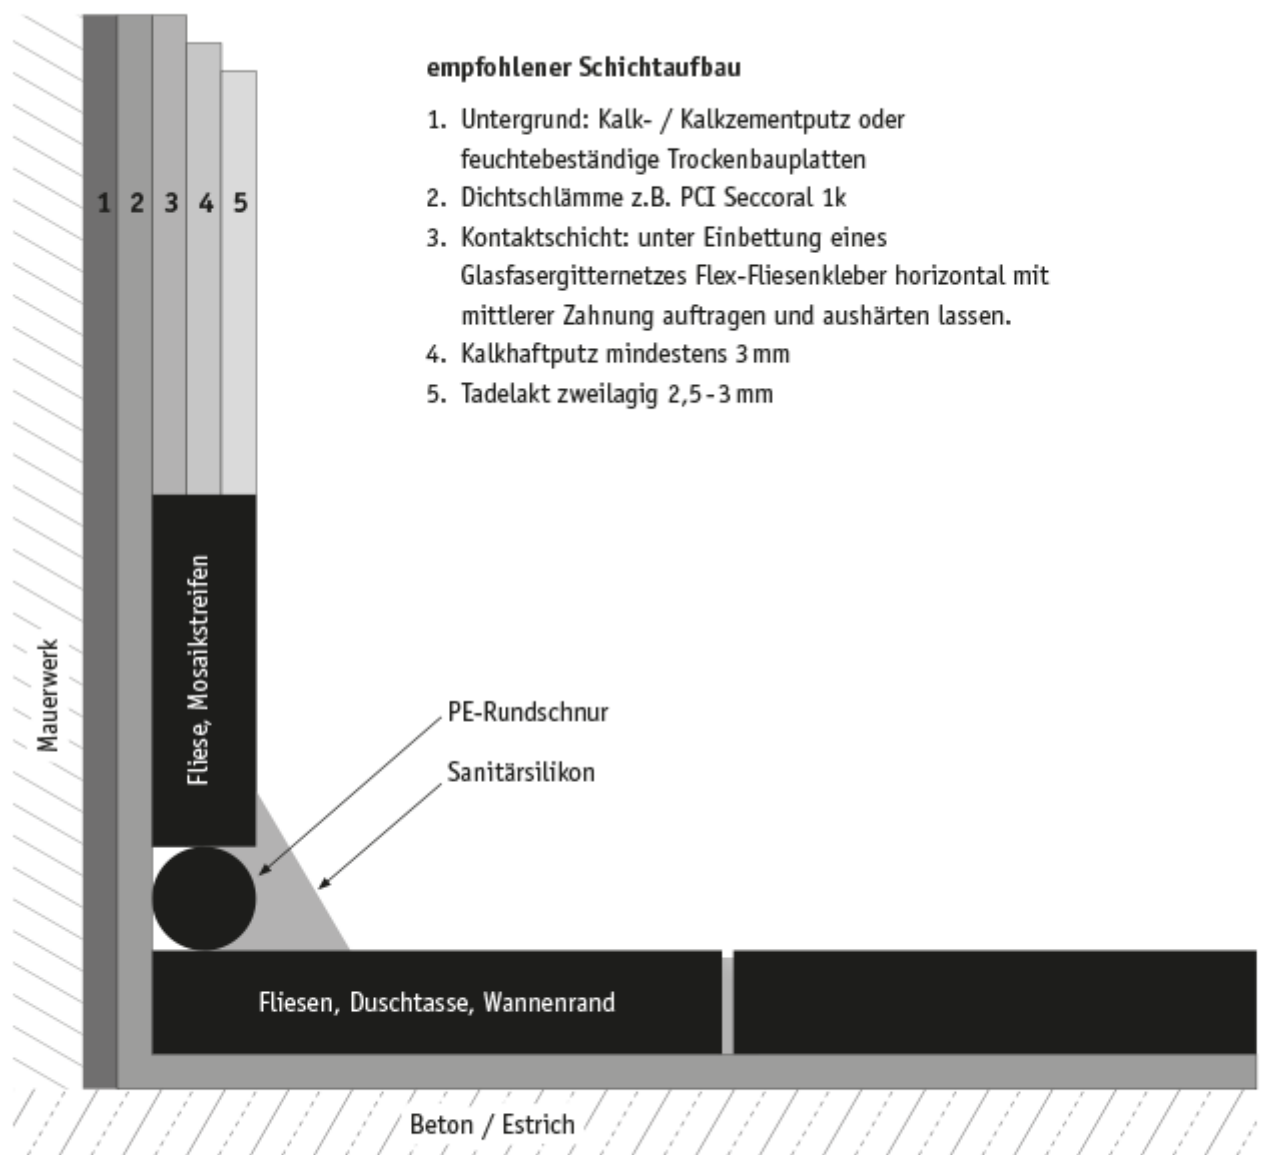 empfohlener Schichtaufbau
1. Untergrund: Kalk- / Kalkzementputz oder
feuchtebeständige Trockenbauplatten
2. Dichtschlämme z.B. PCI Seccoral 1k
3. Kontaktschicht: unter Einbettung eines
Glasfasergitternetzes Flex-Fliesenkleber horizontal mit
mittlerer Zahnung auftragen und aushärten lassen.
4. Kalkhaftputz mindestens 3 mm
5. Tadelakt zweilagig 2,5 - 3 mm
1 2 3 4 5
Fliese, Mosaikstreifen
Mauerwerk
PE-Rundschnur
Sanitärsilikon
Fliesen, Duschtasse, Wannenrand
Beton / Estrich